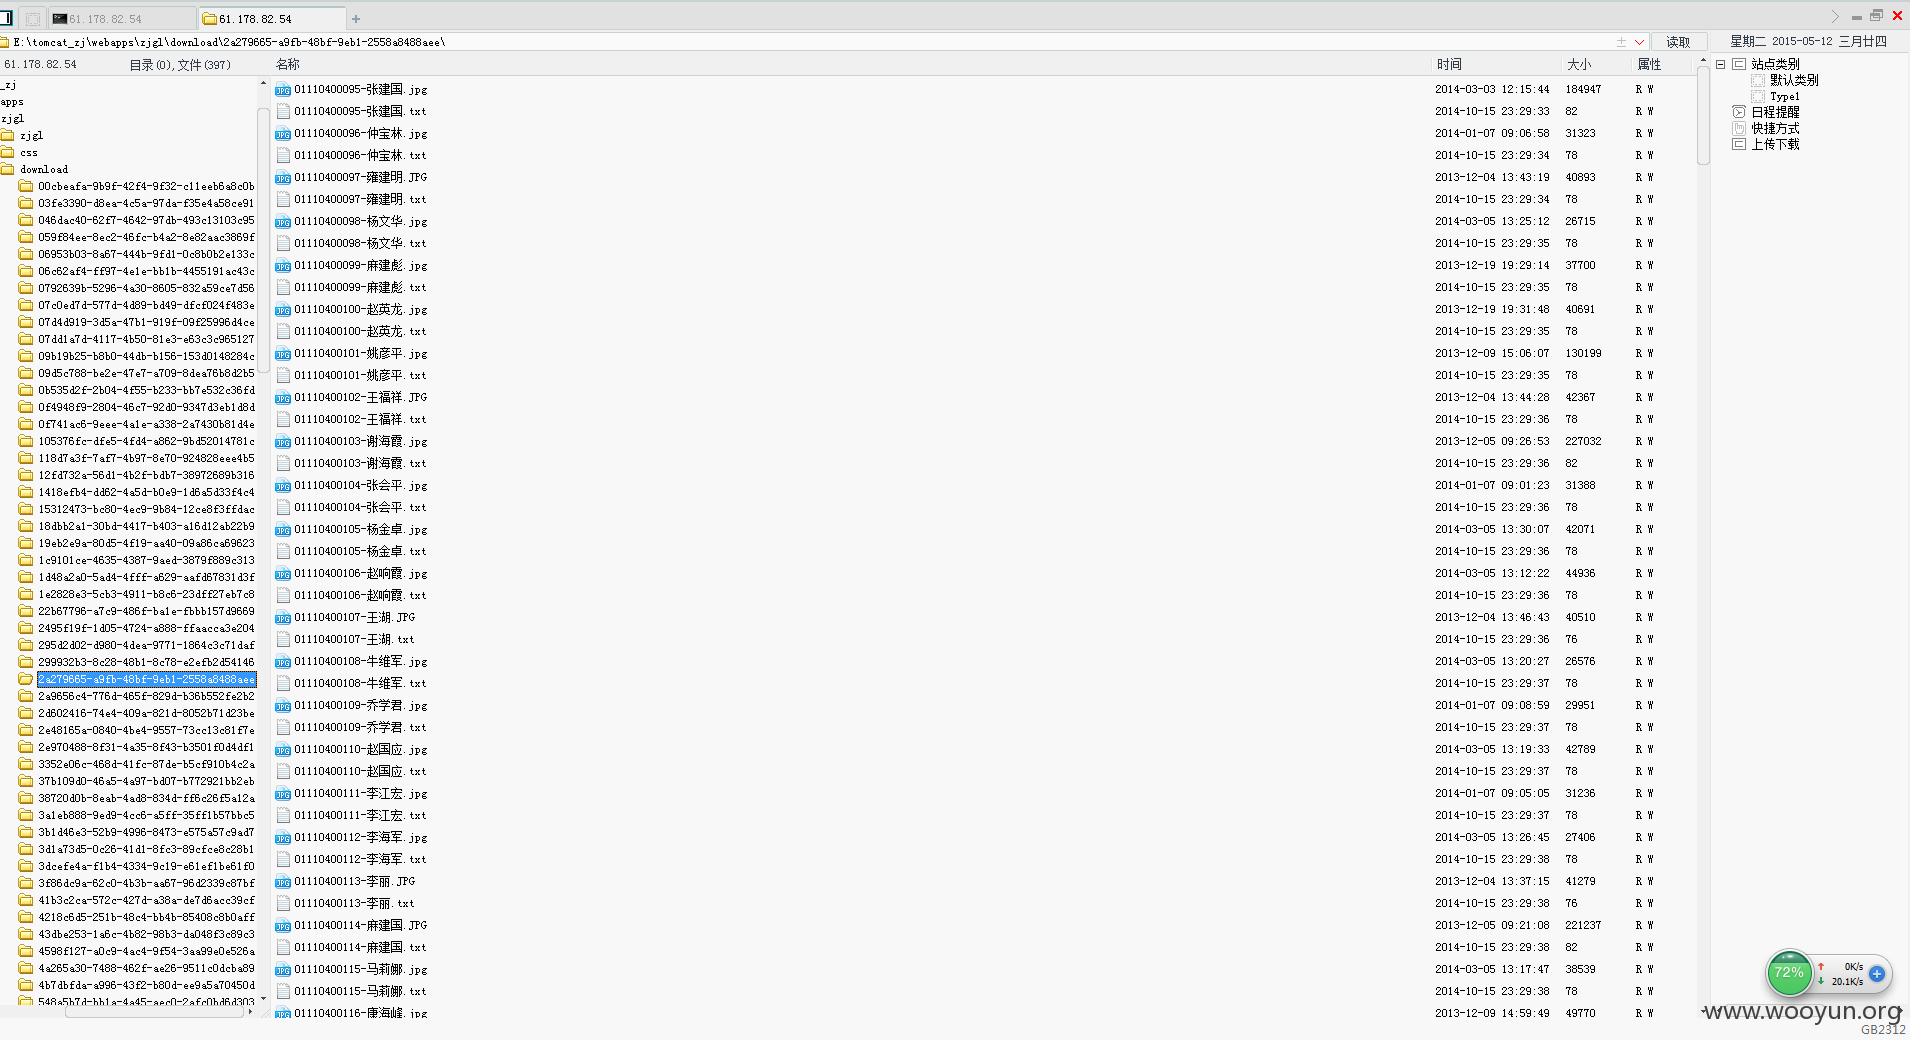 61.178.82.54
61.178.82.54
E:\tomcat_zj\webapps\zjgl\download\2a279665-a9fb-48bf-9eb1-2558a8488aee\
读取
星期二 2015-05-12 三月廿四
61.178.82.54
目录(0),文件(397)
名称 时间 大小 属性
_zj
apps
zjgl
zjgl
css
download
00cbeafa-9b9f-42f4-9f32-c11eeb6a8c0b
03fe3390-d8ea-4c5a-97da-f35e4a58ce91
046dac40-62f7-4642-97db-493c13103c95
059f84ee-8ec2-46fc-b4a2-8e82aac3869f
06953b03-8a67-444b-9fd1-0c8b0b2e133c
06c62af4-ff97-4e1e-bb1b-4455191ac43c
0792639b-5296-4a30-8605-832a59ce7d56
07c0ed7d-577d-4d89-bd49-dfcf024f483e
07d4d919-3d5a-47b1-919f-09f25996d4ce
07dd1a7d-4117-4b50-81e3-e63c3c965127
09b19b25-b8b0-44db-b156-153d0148284c
09d5c788-be2e-47e7-a709-8dea76b8d2b5
0b535d2f-2b04-4f55-b233-bb7e532c36fd
0f4948f9-2804-46c7-92d0-9347d3eb1d8d
0f741ac6-9eee-4a1e-a338-2a7430b81d4e
105376fc-dfe5-4fd4-a862-9bd52014781c
118d7a3f-7af7-4b97-8e70-924828eee4b5
12fd732a-56d1-4b2f-bdb7-38972689b316
1418efb4-dd62-4a5d-b0e9-1d6a5d33f4c4
15312473-bc80-4ec9-9b84-12ce8f3ffdac
18dbb2a1-30bd-4417-b403-a16d12ab22b9
19eb2e9a-80d5-4f19-aa40-09a86ca69623
1c9101ce-4635-4387-9aed-3879f889c313
1d48a2a0-5ad4-4fff-a629-aafd67831d3f
1e2828e3-5cb3-4911-b8c6-23dff27eb7c8
22b67796-a7c9-486f-ba1e-fbbb157d9669
2495f19f-1d05-4724-a888-ffaacca3e204
295d2d02-d980-4dea-9771-1864c3c71daf
299932b3-8c28-48b1-8c78-e2efb2d54146
2a279665-a9fb-48bf-9eb1-2558a8488aee
2a9656c4-776d-465f-829d-b36b552fe2b2
2d602416-74e4-409a-821d-8052b71d23be
2e48165a-0840-4be4-9557-73cc13c81f7e
2e970488-8f31-4a35-8f43-b3501f0d4df1
3352e06c-468d-41fc-87de-b5cf910b4c2a
37b109d0-46a5-4a97-bd07-b772921bb2eb
38720d0b-8eab-4ad8-834d-ff6c26f5a12a
3a1eb888-9ed9-4cc6-a5ff-35ff1b57bbc5
3b1d46e3-52b9-4996-8473-e575a57c9ad7
3d1a73d5-0c26-41d1-8fc3-89cfce8c28b1
3dcefe4a-f1b4-4334-9c19-e61ef1be61f0
3f86dc9a-62c0-4b3b-aa67-96d2339c87bf
41b3c2ca-572c-427d-a38a-de7d6acc39cf
4218c6d5-251b-48c4-bb4b-85408c8b0aff
43dbe253-1a6c-4b82-98b3-da048f3c89c3
4598f127-a0c9-4ac4-9f54-3aa99e0e526a
4a265a30-7488-462f-ae26-9511c0dcba89
4b7dbfda-a996-43f2-b80d-ee9a5a70450d
548a5b7d-bb1a-4a45-aec0-2afc0bd6d303
01110400095-张建国.jpg 2014-03-03 12:15:44 184947 R W
01110400095-张建国.txt 2014-10-15 23:29:33 82 R W
01110400096-仲宝林.jpg 2014-01-07 09:06:58 31323 R W
01110400096-仲宝林.txt 2014-10-15 23:29:34 78 R W
01110400097-雍建明.JPG 2013-12-04 13:43:19 40893 R W
01110400097-雍建明.txt 2014-10-15 23:29:34 78 R W
01110400098-杨文华.jpg 2014-03-05 13:25:12 26715 R W
01110400098-杨文华.txt 2014-10-15 23:29:35 78 R W
01110400099-麻建彪.jpg 2013-12-19 19:29:14 37700 R W
01110400099-麻建彪.txt 2014-10-15 23:29:35 78 R W
01110400100-赵英龙.jpg 2013-12-19 19:31:48 40691 R W
01110400100-赵英龙.txt 2014-10-15 23:29:35 78 R W
01110400101-姚彦平.jpg 2013-12-09 15:06:07 130199 R W
01110400101-姚彦平.txt 2014-10-15 23:29:35 78 R W
01110400102-王福祥.JPG 2013-12-04 13:44:28 42367 R W
01110400102-王福祥.txt 2014-10-15 23:29:36 78 R W
01110400103-谢海霞.jpg 2013-12-05 09:26:53 227032 R W
01110400103-谢海霞.txt 2014-10-15 23:29:36 82 R W
01110400104-张会平.jpg 2014-01-07 09:01:23 31388 R W
01110400104-张会平.txt 2014-10-15 23:29:36 78 R W
01110400105-杨金卓.jpg 2014-03-05 13:30:07 42071 R W
01110400105-杨金卓.txt 2014-10-15 23:29:36 78 R W
01110400106-赵响霞.jpg 2014-03-05 13:12:22 44936 R W
01110400106-赵响霞.txt 2014-10-15 23:29:36 78 R W
01110400107-王湖.JPG 2013-12-04 13:46:43 40510 R W
01110400107-王湖.txt 2014-10-15 23:29:36 76 R W
01110400108-牛维军.jpg 2014-03-05 13:20:27 26576 R W
01110400108-牛维军.txt 2014-10-15 23:29:37 78 R W
01110400109-乔学君.jpg 2014-01-07 09:08:59 29951 R W
01110400109-乔学君.txt 2014-10-15 23:29:37 78 R W
01110400110-赵国应.jpg 2014-03-05 13:19:33 42789 R W
01110400110-赵国应.txt 2014-10-15 23:29:37 78 R W
01110400111-李江宏.jpg 2014-01-07 09:05:05 31236 R W
01110400111-李江宏.txt 2014-10-15 23:29:37 78 R W
01110400112-李海军.jpg 2014-03-05 13:26:45 27406 R W
01110400112-李海军.txt 2014-10-15 23:29:38 78 R W
01110400113-李丽.JPG 2013-12-04 13:37:15 41279 R W
01110400113-李丽.txt 2014-10-15 23:29:38 76 R W
01110400114-麻建国.JPG 2013-12-05 09:21:08 221237 R W
01110400114-麻建国.txt 2014-10-15 23:29:38 82 R W
01110400115-马莉娜.jpg 2014-03-05 13:17:47 38539 R W
01110400115-马莉娜.txt 2014-10-15 23:29:38 78 R W
01110400116-康海峰.jpg 2013-12-09 14:59:49 49770 R W
站点类别
默认类别
Type1
日程提醒
快捷方式
上传下载
72%
0K/s
20.1K/s
www.wooyun.org
GB2312